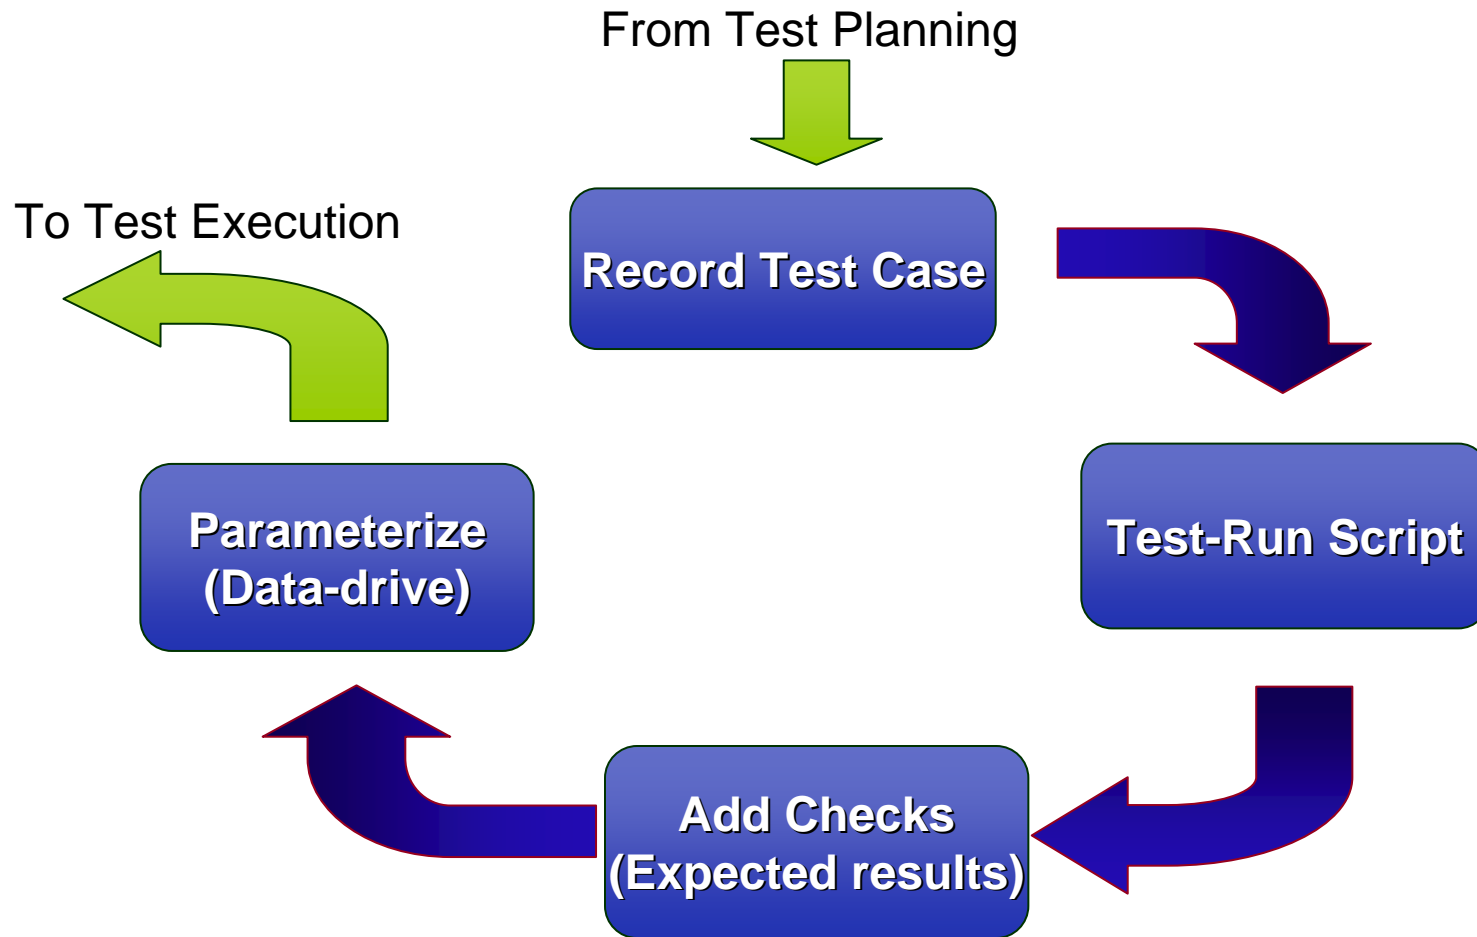 From Test Planning
To Test Execution
Record Test Case
Test-Run Script
Add Checks
(Expected results)
Parameterize
(Data-drive)